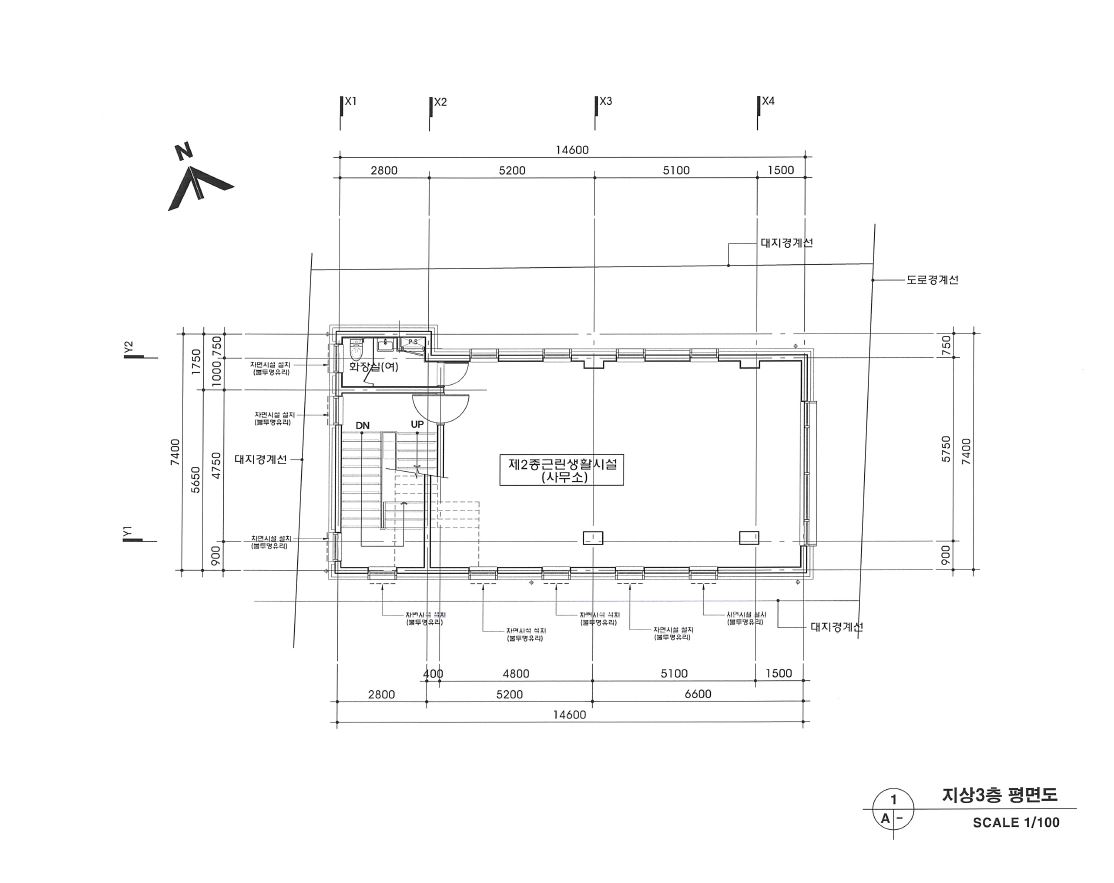 X1
X2
X3
X4
14600
2800
5200
5100
1500
N
대지경계선
도로경계선
Y2
1750
1000
750
P·S
화장실(여)
750
차면시설 설치
(불투명유리)
차면시설 설치
(불투명유리)
DN
UP
대지경계선
7400
5650
4750
제2종근린생활시설
(사무소)
5750
7400
Y1
900
차면시설 설치
(불투명유리)
900
차면시설 설치
(불투명유리)
차면시설 설치
(불투명유리)
차면시설 설치
(불투명유리)
차면시설 설치
(불투명유리)
차면시설 설치
(불투명유리)
대지경계선
400
4800
5100
1500
2800
5200
6600
14600
1
A
-
지상3층 평면도
SCALE 1/100